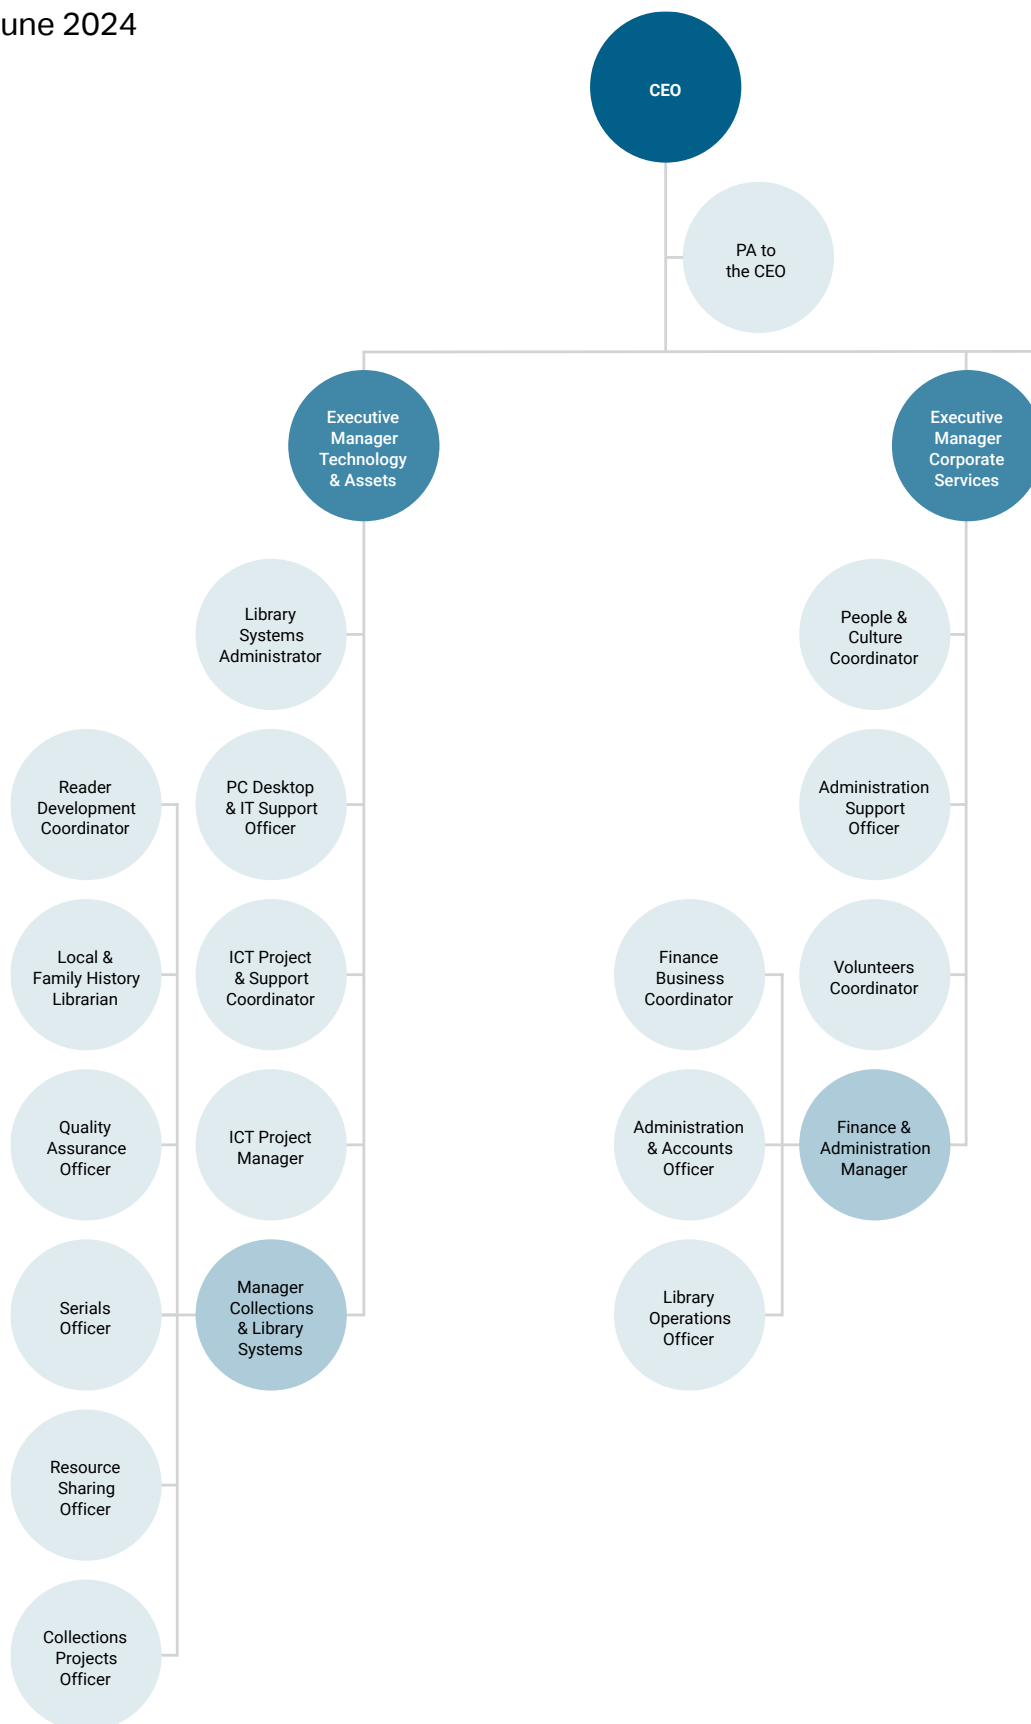 une 2024
CEO
PA to
the CEO
Executive
Manager
Technology
& Assets
Executive
Manager
Corporate
Services
Library
Systems
Administrator
People &
Culture
Coordinator
Reader
Development
Coordinator
PC Desktop
& IT Support
Officer
Administration
Support
Officer
Local &
Family History
Librarian
ICT Project
& Support
Coordinator
Finance
Business
Coordinator
Volunteers
Coordinator
Quality
Assurance
Officer
ICT Project
Manager
Administration
& Accounts
Officer
Finance &
Administration
Manager
Serials
Officer
Manager
Collections
& Library
Systems
Library
Operations
Officer
Resource
Sharing
Officer
Collections
Projects
Officer